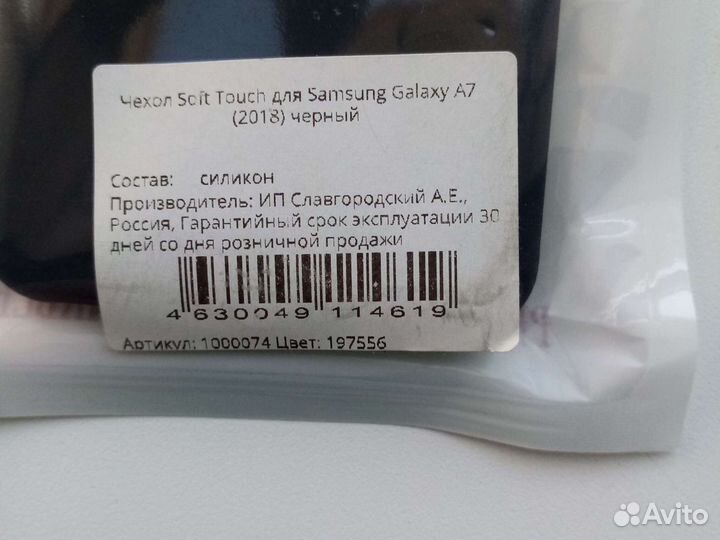 Чехол Soft Touch для Samsung Galaxy A7
(2018) черный
Состав: силикон
Производитель: ИП Славгородский А.Е.,
Россия, Гарантийный срок эксплуатации 30
дней со дня розничной продажи
4 630049 114619
Артикул: 1000074 Цвет: 197556
Avito